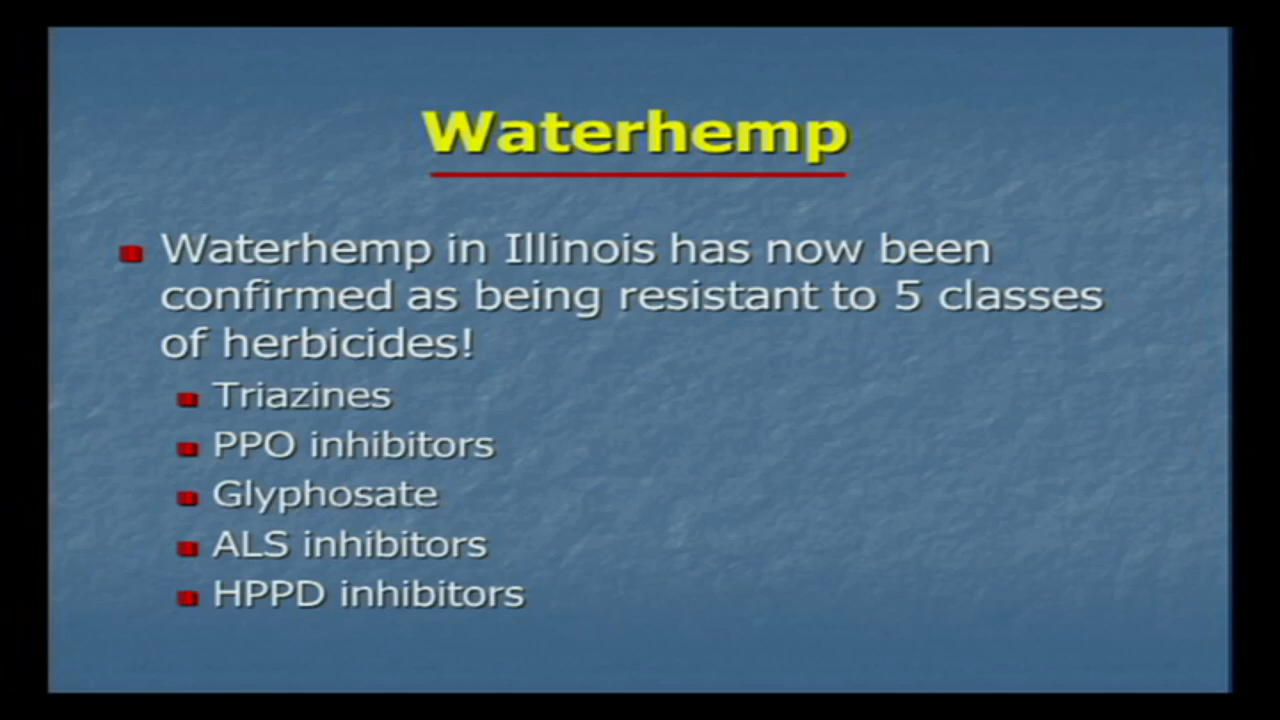 Waterhemp
Waterhemp in Illinois has now been
confirmed as being resistant to 5 classes
of herbicides!
Triazines
PPO inhibitors
Glyphosate
ALS inhibitors
HPPD inhibitors